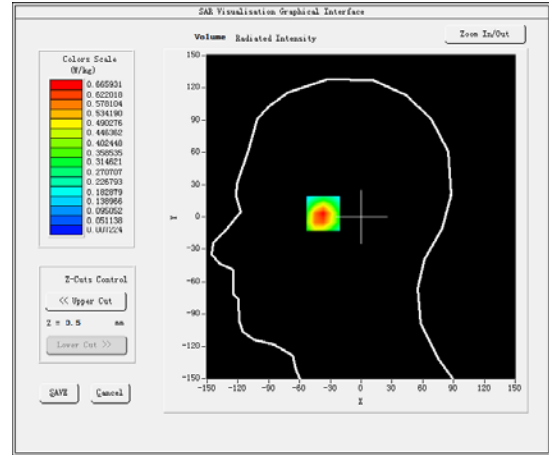 SAR Visualisation Graphical Interface
Volume Radiated Intensity
Zoom In/Out
Colors Scale
(W/kg)
0.665931
0.622018
0.578104
0.534190
0.490276
0.446362
0.402448
0.358535
0.314621
0.270707
0.226793
0.182879
0.138966
0.095052
0.051138
0.007224
Z-Cuts Control
<< Upper Cut
Z = 0.5 mm
Lower Cut >>
SAVE Cancel
150
120
90
60
30
Y 0
-30
-60
-90
-120
-150
-150 -120 -90 -60 -30 0 30 60 90 120 150
X